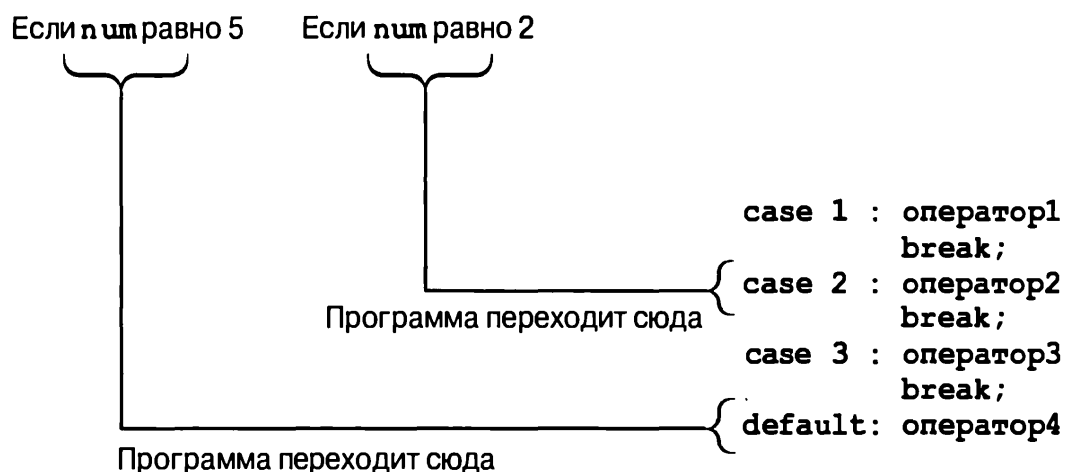 Если num равно 5
Если num равно 2
case 1 : оператор1
break;
case 2 : оператор2
Программа переходит сюда
break;
case 3 : оператор3
break;
default: оператор4
Программа переходит сюда